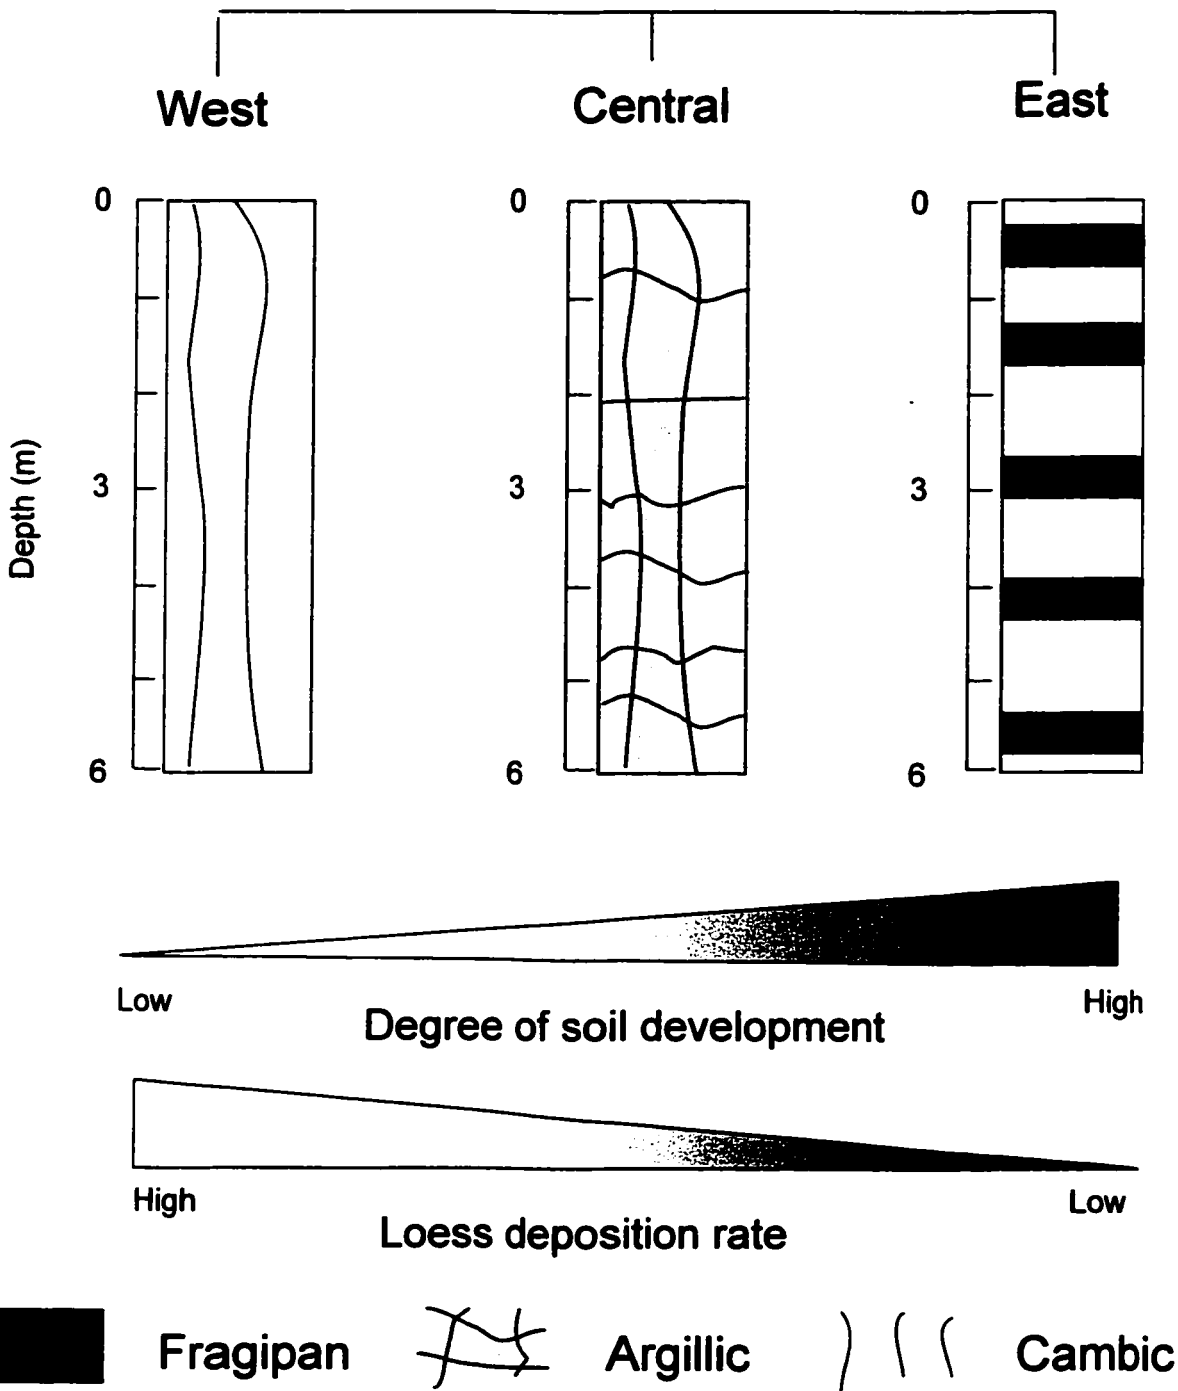 West Central East
0 0 0
Depth (m)
3 3 3
6 6 6
Low High
Degree of soil development
High Low
Loess deposition rate
Fragipan Argillic Cambic